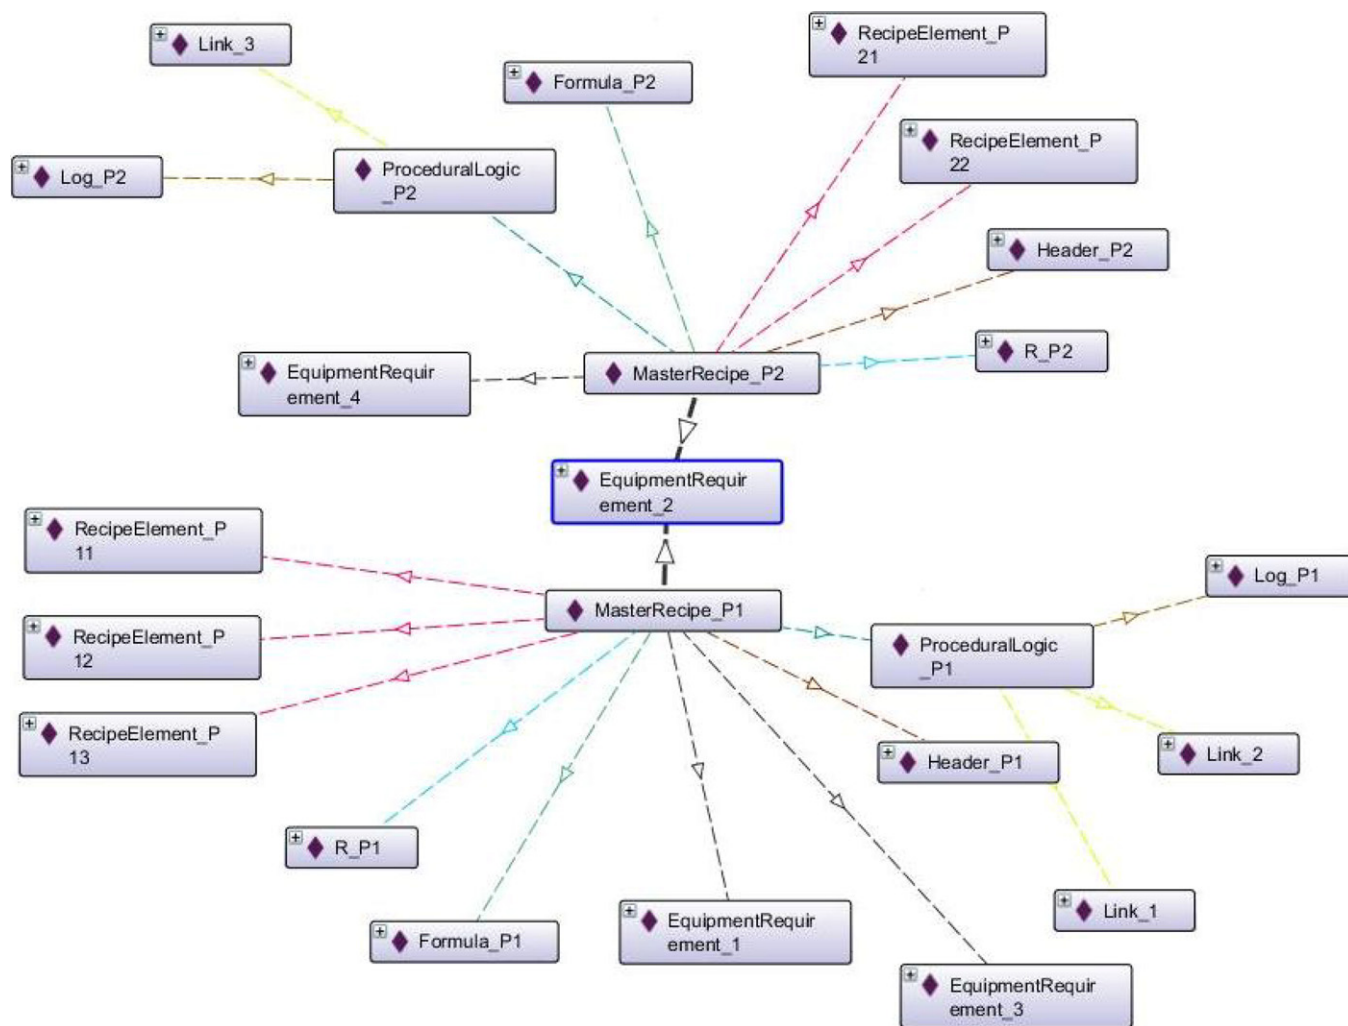 RecipeElement_P
21
Link_3
Formula_P2
RecipeElement_P
22
Log_P2
ProceduralLogic
_P2
Header_P2
R_P2
EquipmentRequir
ement_4
MasterRecipe_P2
EquipmentRequir
ement_2
RecipeElement_P
11
Log_P1
MasterRecipe_P1
RecipeElement_P
12
ProceduralLogic
_P1
RecipeElement_P
13
Header_P1
Link_2
R_P1
Link_1
Formula_P1
EquipmentRequir
ement_1
EquipmentRequir
ement_3